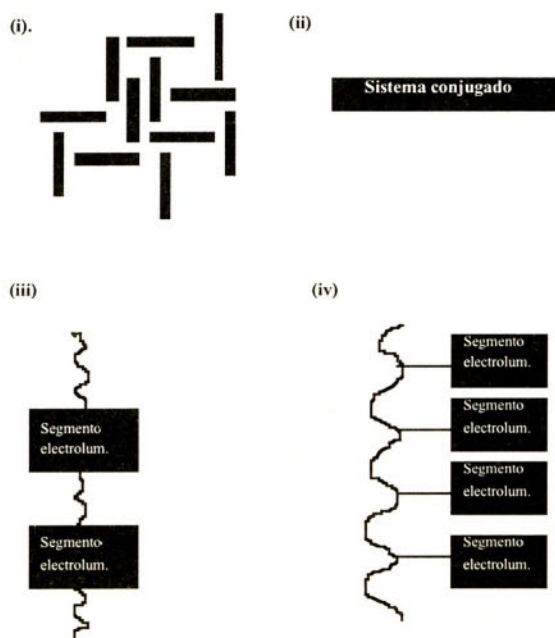 (i).
(ii)
Sistema conjugado
(iii)
(iv)
Segmento
electrolum.
Segmento
electrolum.
Segmento
electrolum.
Segmento
electrolum.
Segmento
electrolum.
Segmento
electrolum.